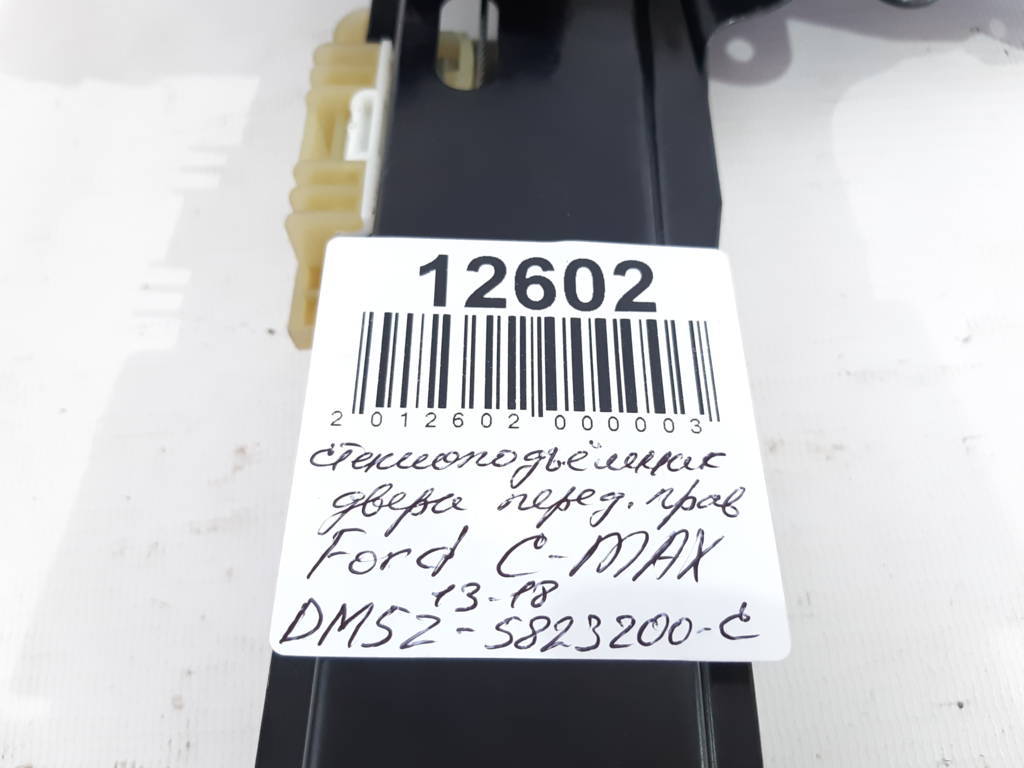 12602
2 012602 000003
стеклоподъёмник
двери перед. прав
Ford C-MAX
13-18
DM5Z-5823200-C